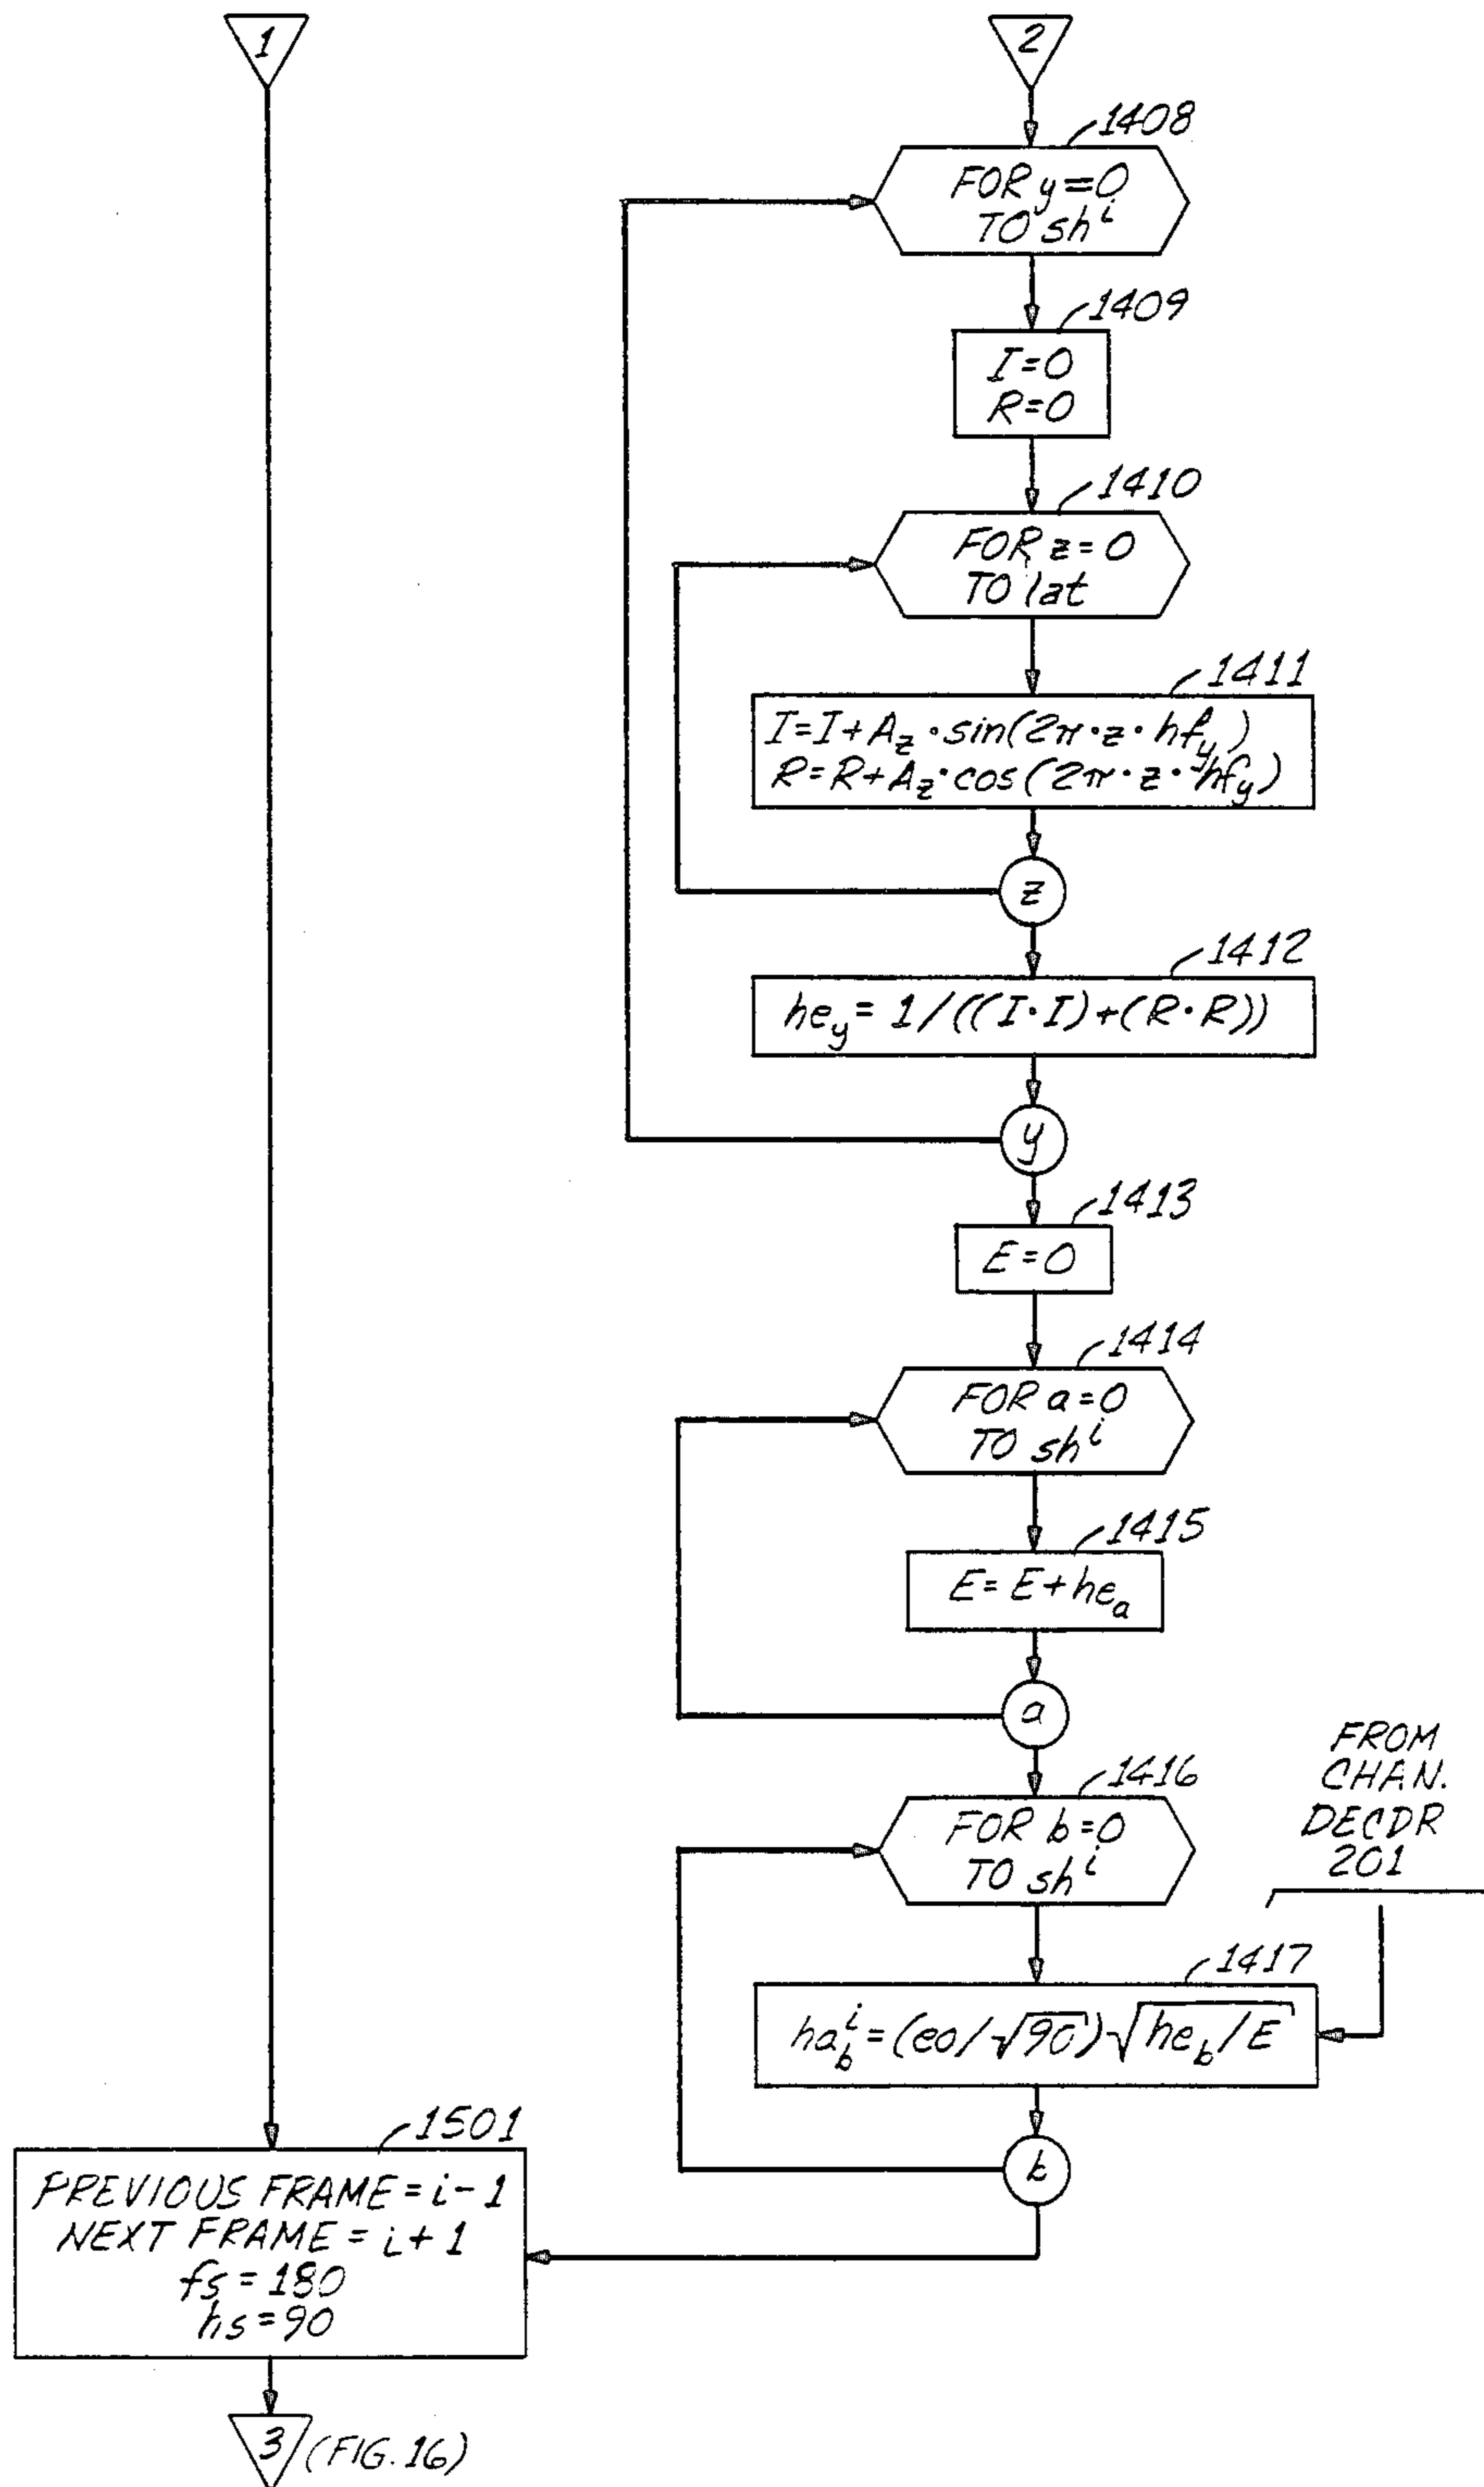 1
2
1408
FOR y=0
TO shⁱ
1409
I=0
R=0
1410
FOR z=0
TO lat
1411
I=I+A_z·sin(2π·z·hf_y)
R=R+A_z·cos(2π·z·hf_y)
z
1412
he_y=1/((I·I)+(R·R))
y
1413
E=0
1414
FOR a=0
TO shⁱ
1415
E=E+he_a
a
1416
FOR b=0
TO shⁱ
FROM
CHAN.
DECDR
201
1417
ha_b^i=(eo/√90)√he_b/E
b
1501
PREVIOUS FRAME=i-1
NEXT FRAME=i+1
fs=180
hs=90
3 (FIG. 16)